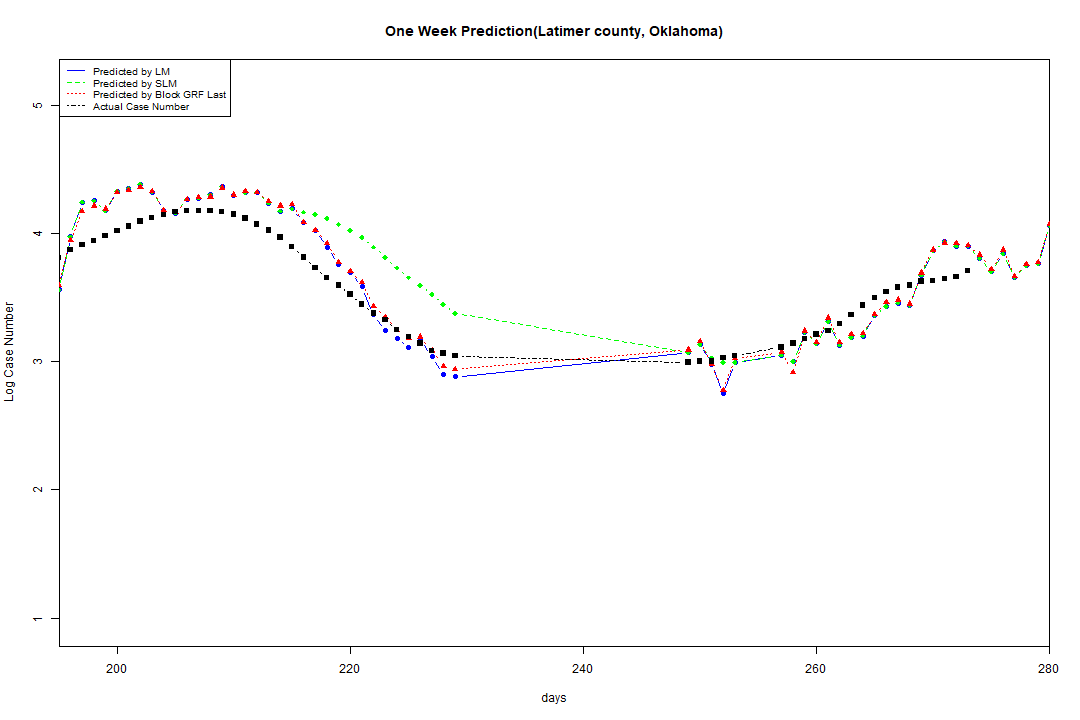 One Week Prediction(Latimer county, Oklahoma)
Predicted by LM
Predicted by SLM
Predicted by Block GRF Last
Actual Case Number
5
4
3
2
1
Log Case Number
200 220 240 260 280
days